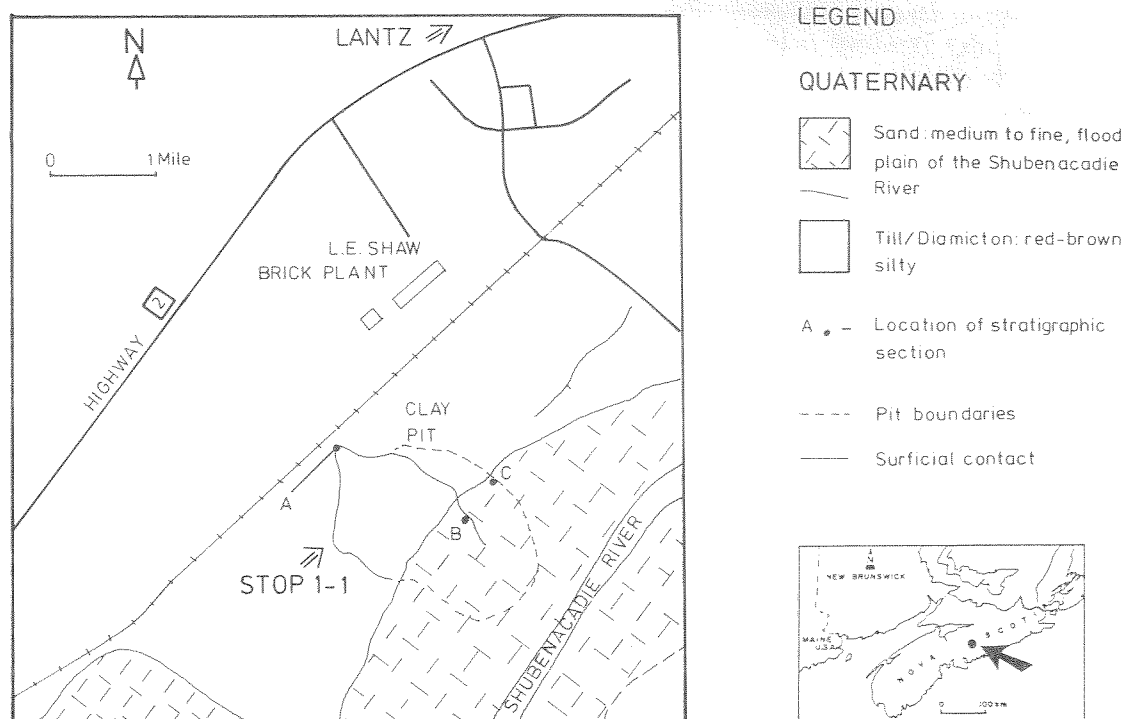 N
LANTZ
0 1 Mile
L.E. SHAW
BRICK PLANT
2
HIGHWAY
CLAY
PIT
A
C
B
STOP 1-1
SHUBENACADIE RIVER
LEGEND
QUATERNARY
Sand: medium to fine, flood
plain of the Shubenacadie
River
Till/Diamicton: red-brown
silty
A Location of stratigraphic
section
Pit boundaries
Surficial contact
N
NEW BRUNSWICK
MAINE
U.S.A.
NOVA SCOT
0 100 km